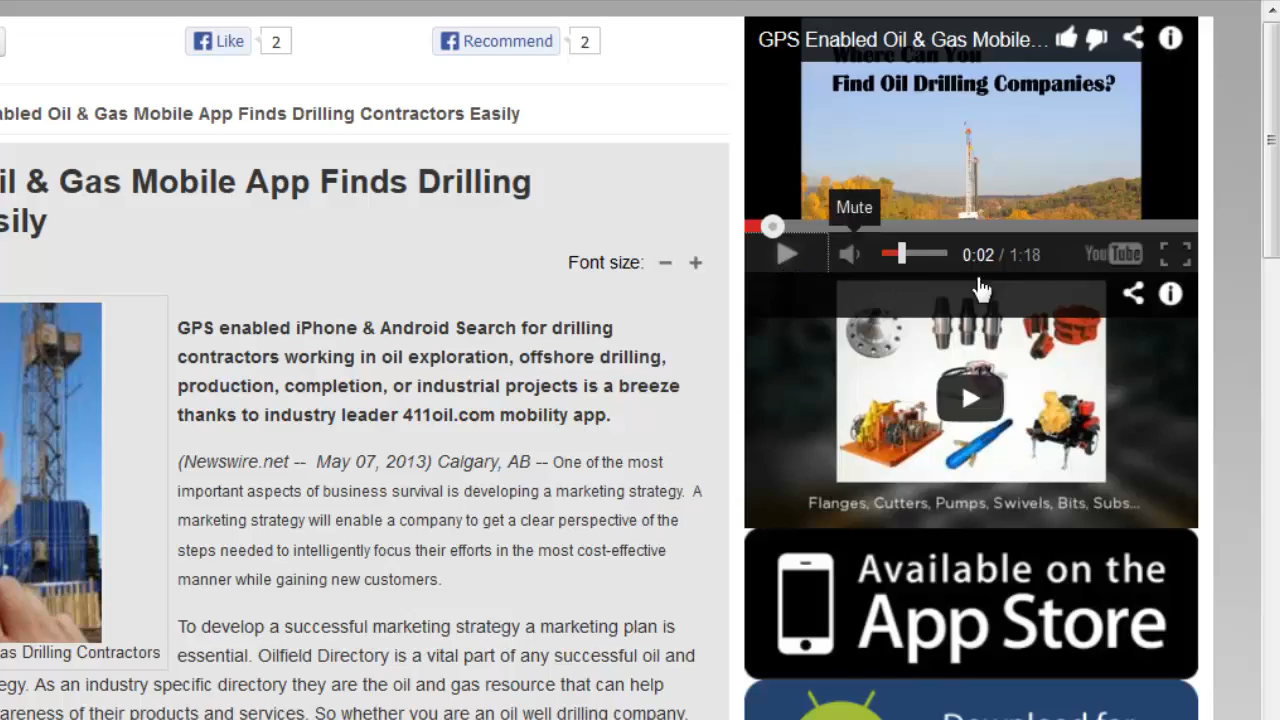 Like 2 Recommend 2
abled Oil & Gas Mobile App Finds Drilling Contractors Easily
il & Gas Mobile App Finds Drilling
sily
Font size: − +
GPS enabled iPhone & Android Search for drilling
contractors working in oil exploration, offshore drilling,
production, completion, or industrial projects is a breeze
thanks to industry leader 411oil.com mobility app.
(Newswire.net -- May 07, 2013) Calgary, AB -- One of the most
important aspects of business survival is developing a marketing strategy. A
marketing strategy will enable a company to get a clear perspective of the
steps needed to intelligently focus their efforts in the most cost-effective
manner while gaining new customers.
To develop a successful marketing strategy a marketing plan is
essential. Oilfield Directory is a vital part of any successful oil and
as Drilling Contractors
egy. As an industry specific directory they are the oil and gas resource that can help
areness of their products and services. So whether you are an oil well drilling company,
GPS Enabled Oil & Gas Mobile...
Where Can You
Find Oil Drilling Companies?
Mute
0:02 / 1:18 YouTube
Flanges, Cutters, Pumps, Swivels, Bits, Subs...
Available on the
App Store
Download for